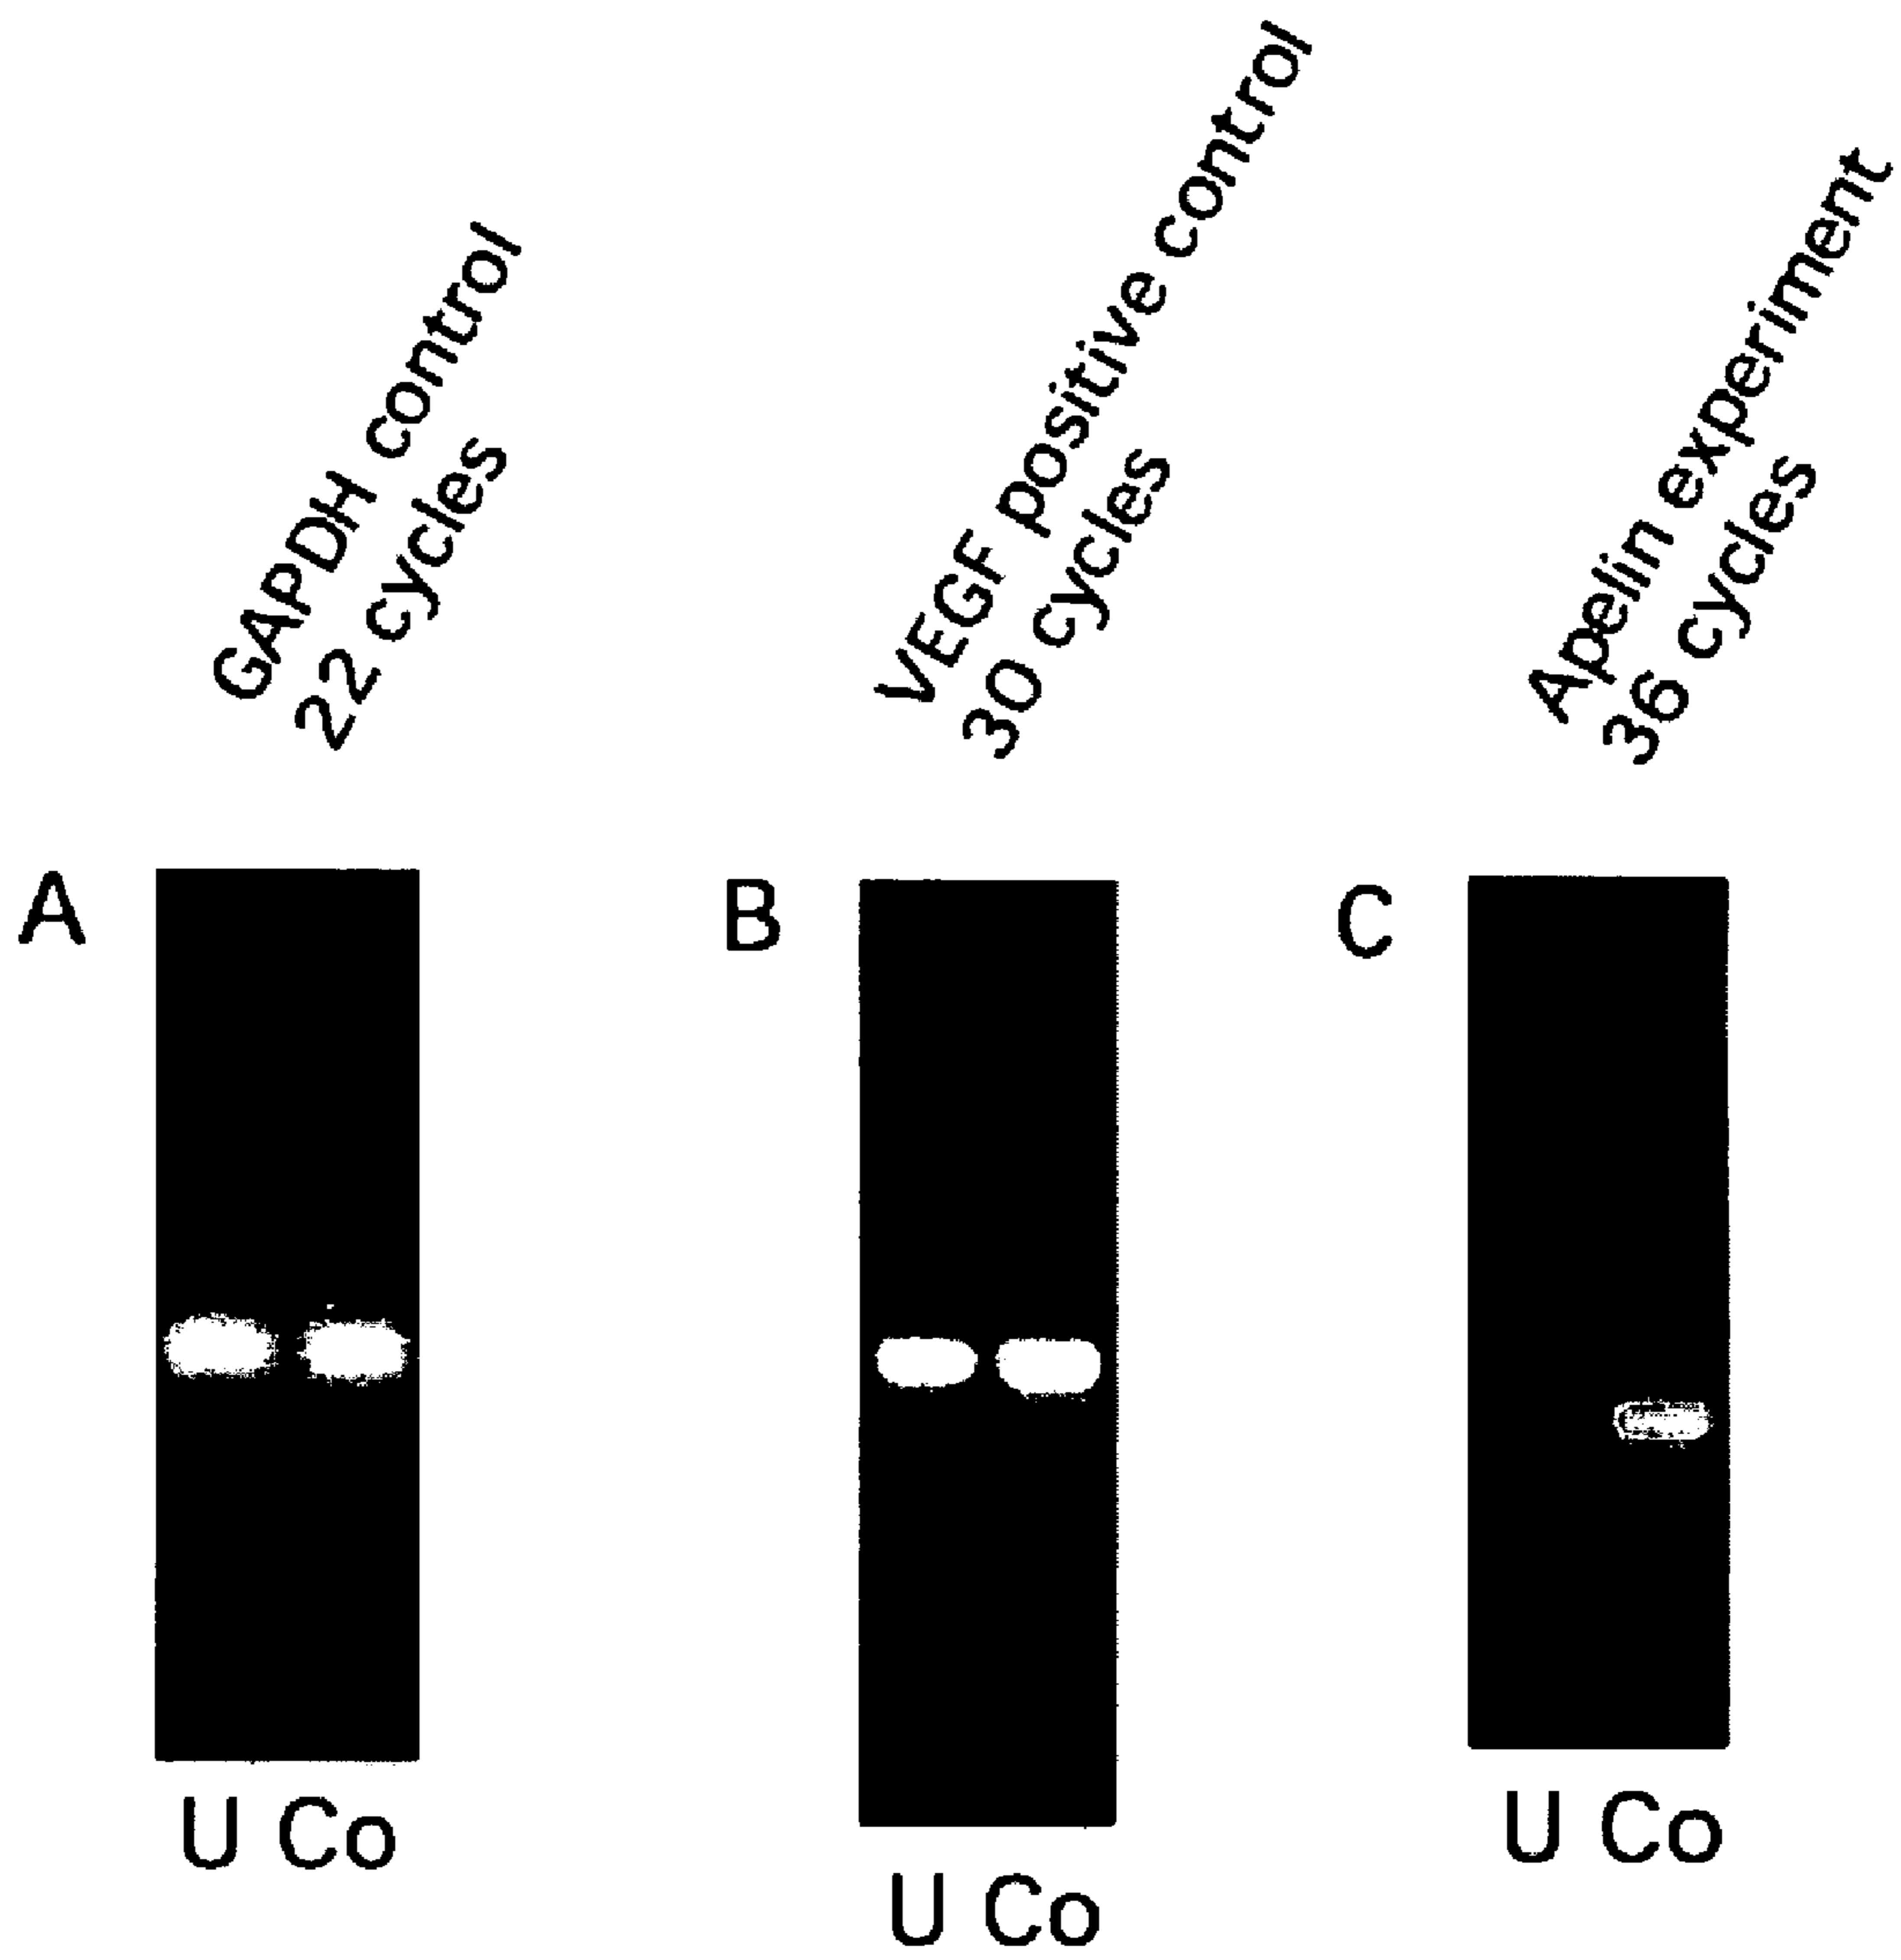 GAPDH control
22 cycles
VEGF positive control
30 cycles
Apelin experiment
36 cycles
A
B
C
U Co
U Co
U Co